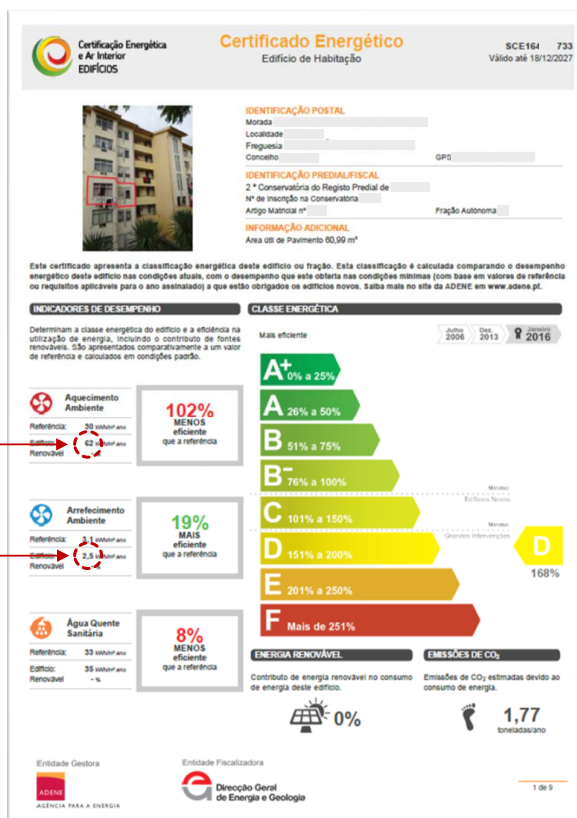 Certificação Energética
e Ar Interior
EDIFÍCIOS
Certificado Energético
Edifício de Habitação
SCE164 733
Válido até 18/12/2027
IDENTIFICAÇÃO POSTAL
Morada
Localidade
Freguesia
Concelho GPS
IDENTIFICAÇÃO PREDIAL/FISCAL
2 ª Conservatória do Registo Predial de
Nº de Inscrição na Conservatória
Artigo Matricial nº Fração Autónoma
INFORMAÇÃO ADICIONAL
Área útil de Pavimento 60,99 m²
Este certificado apresenta a classificação energética deste edifício ou fração. Esta classificação é calculada comparando o desempenho
energético deste edifício nas condições atuais, com o desempenho que este obteria nas condições mínimas (com base em valores de referência
ou requisitos aplicáveis para o ano assinalado) a que estão obrigados os edifícios novos. Saiba mais no site da ADENE em www.adene.pt.
INDICADORES DE DESEMPENHO
Determinam a classe energética do edifício e a eficiência na
utilização de energia, incluindo o contributo de fontes
renováveis. São apresentados comparativamente a um valor
de referência e calculados em condições padrão.
Aquecimento
Ambiente
Referência: 30 kWh/m².ano
Edifício: 62 kWh/m².ano
Renovável - %
102%
MENOS
eficiente
que a referência
Arrefecimento
Ambiente
Referência: 3,1 kWh/m².ano
Edifício: 2,5 kWh/m².ano
Renovável - %
19%
MAIS
eficiente
que a referência
Água Quente
Sanitária
Referência: 33 kWh/m².ano
Edifício: 35 kWh/m².ano
Renovável - %
8%
MENOS
eficiente
que a referência
CLASSE ENERGÉTICA
Mais eficiente
Julho
2006
Dez.
2013
Janeiro
2016
A+ 0% a 25%
A 26% a 50%
B 51% a 75%
B- 76% a 100%
Mínimo
Edifícios Novos
C 101% a 150%
Mínimo
Grandes Intervenções
D 151% a 200%
D
168%
E 201% a 250%
F Mais de 251%
ENERGIA RENOVÁVEL
Contributo de energia renovável no consumo
de energia deste edifício.
0%
EMISSÕES DE CO2
Emissões de CO2 estimadas devido ao
consumo de energia.
1,77
toneladas/ano
Entidade Gestora
ADENE
AGÊNCIA PARA A ENERGIA
Entidade Fiscalizadora
Direcção Geral
de Energia e Geologia
1 de 9